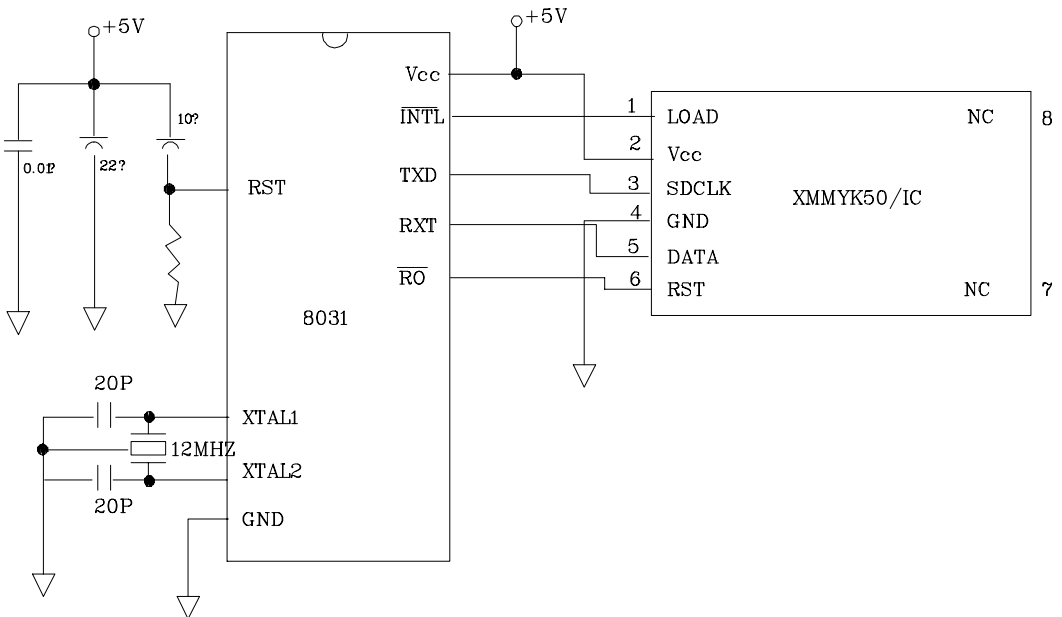 +5V
+5V
10?
0.01?
22?
RST
Vcc
INTL
TXD
RXT
RO
8031
1
2
3
4
5
6
LOAD
Vcc
SDCLK
GND
DATA
RST
NC
8
XMMYK50/IC
NC
7
20P
XTAL1
12MHZ
XTAL2
20P
GND